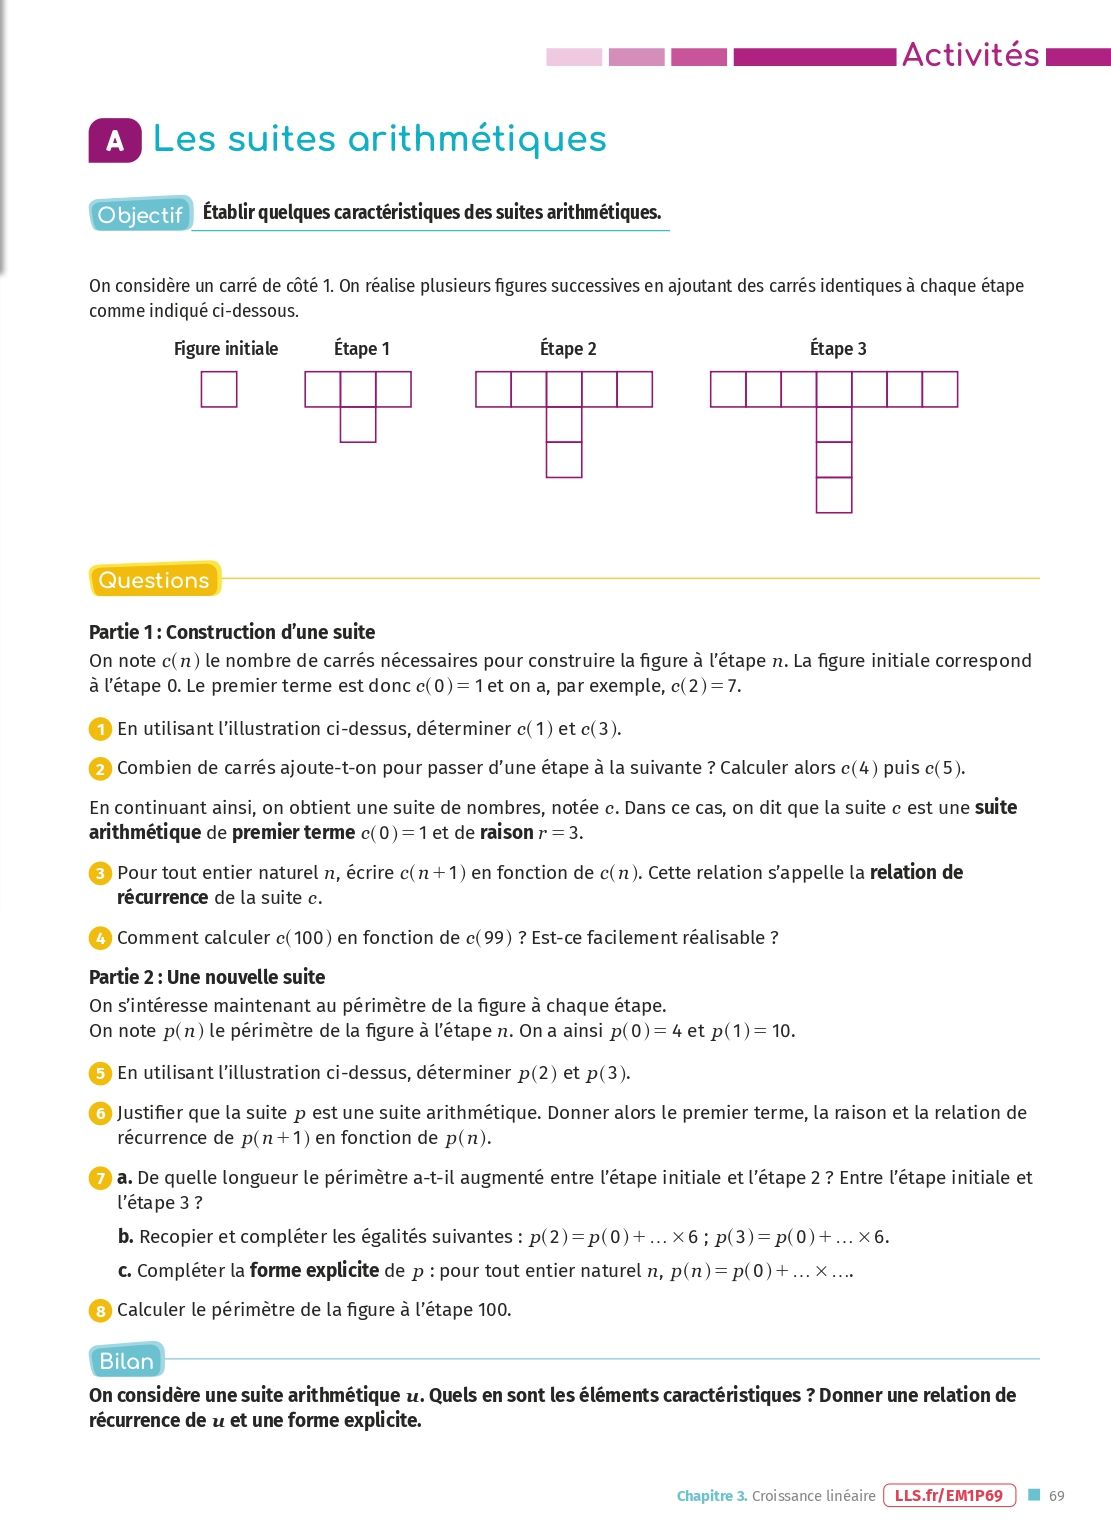 Activités
A Les suites arithmétiques
Objectif Établir quelques caractéristiques des suites arithmétiques.
On considère un carré de côté 1. On réalise plusieurs figures successives en ajoutant des carrés identiques à chaque étape
comme indiqué ci-dessous.
Figure initiale Étape 1 Étape 2 Étape 3
Questions
Partie 1 : Construction d'une suite
On note c(n) le nombre de carrés nécessaires pour construire la figure à l'étape n. La figure initiale correspond
à l'étape 0. Le premier terme est donc c(0) = 1 et on a, par exemple, c(2) = 7.
1 En utilisant l'illustration ci-dessus, déterminer c(1) et c(3).
2 Combien de carrés ajoute-t-on pour passer d'une étape à la suivante ? Calculer alors c(4) puis c(5).
En continuant ainsi, on obtient une suite de nombres, notée c. Dans ce cas, on dit que la suite c est une suite
arithmétique de premier terme c(0) = 1 et de raison r = 3.
3 Pour tout entier naturel n, écrire c(n+1) en fonction de c(n). Cette relation s'appelle la relation de
récurrence de la suite c.
4 Comment calculer c(100) en fonction de c(99) ? Est-ce facilement réalisable ?
Partie 2 : Une nouvelle suite
On s'intéresse maintenant au périmètre de la figure à chaque étape.
On note p(n) le périmètre de la figure à l'étape n. On a ainsi p(0) = 4 et p(1) = 10.
5 En utilisant l'illustration ci-dessus, déterminer p(2) et p(3).
6 Justifier que la suite p est une suite arithmétique. Donner alors le premier terme, la raison et la relation de
récurrence de p(n+1) en fonction de p(n).
7 a. De quelle longueur le périmètre a-t-il augmenté entre l'étape initiale et l'étape 2 ? Entre l'étape initiale et
l'étape 3 ?
b. Recopier et compléter les égalités suivantes : p(2) = p(0) + … × 6 ; p(3) = p(0) + … × 6.
c. Compléter la forme explicite de p : pour tout entier naturel n, p(n) = p(0) + … × ….
8 Calculer le périmètre de la figure à l'étape 100.
Bilan
On considère une suite arithmétique u. Quels en sont les éléments caractéristiques ? Donner une relation de
récurrence de u et une forme explicite.
Chapitre 3. Croissance linéaire LLS.fr/EM1P69 69